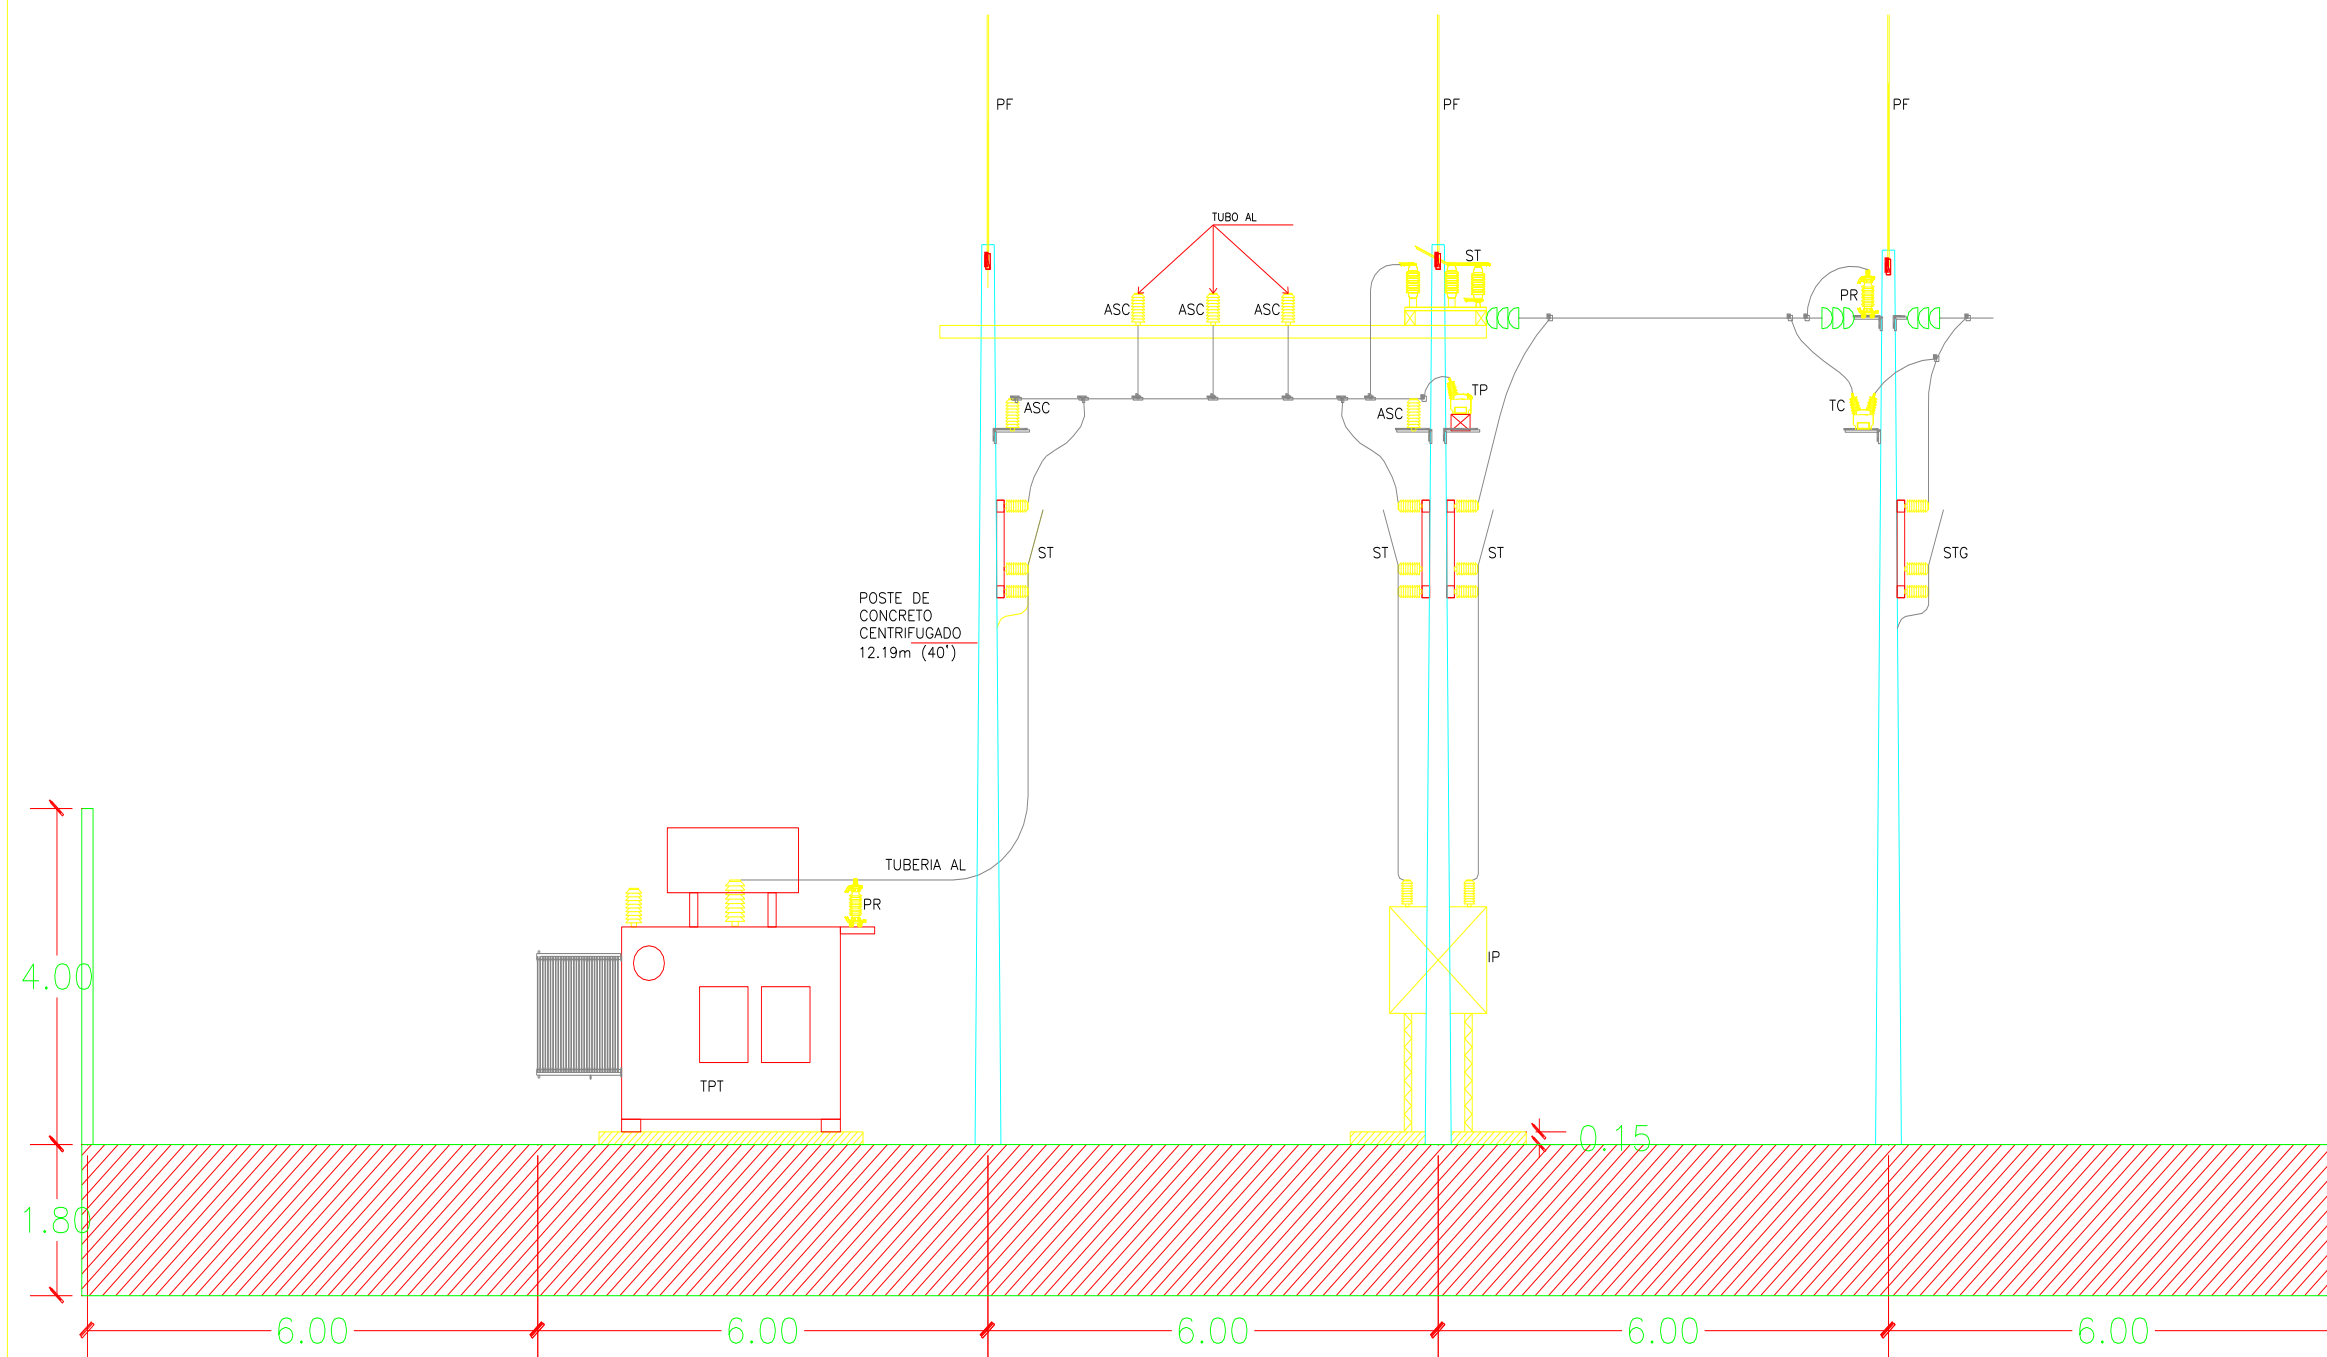 PF
PF
PF
TUBO AL
ST
ASC
ASC
ASC
PR
TP
ASC
ASC
TC
ST
ST
ST
STG
POSTE DE
CONCRETO
CENTRIFUGADO
12.19m (40')
TUBERIA AL
PR
IP
4.00
TPT
0.15
1.80
6.00
6.00
6.00
6.00
6.00